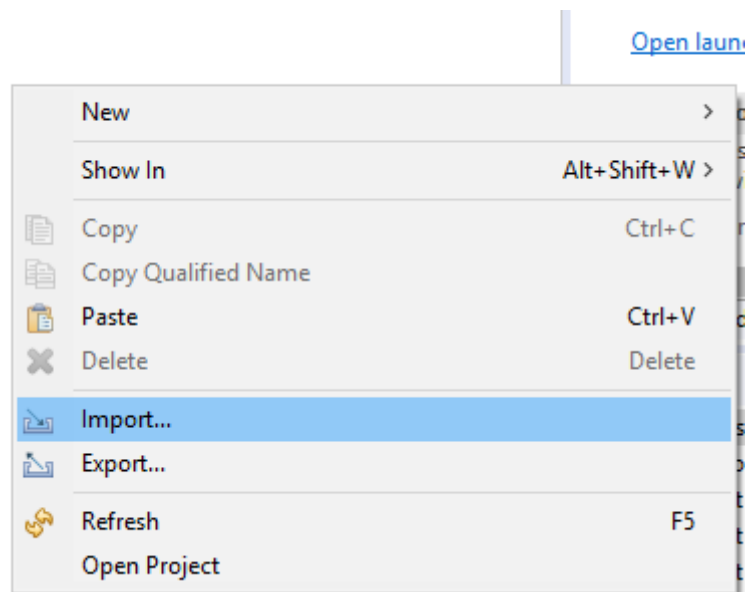 Open laun
New
Show In Alt+Shift+W
Copy Ctrl+C
Copy Qualified Name
Paste Ctrl+V
Delete Delete
Import...
Export...
Refresh F5
Open Project